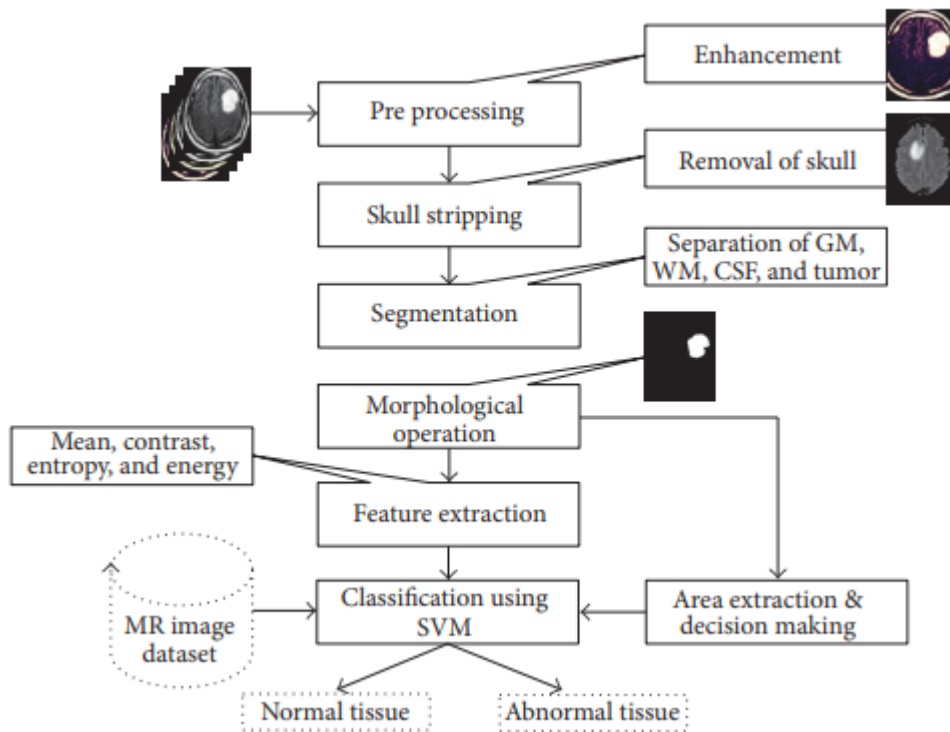 Enhancement
Pre processing
Removal of skull
Skull stripping
Separation of GM,
WM, CSF, and tumor
Segmentation
Morphological
operation
Mean, contrast,
entropy, and energy
Feature extraction
MR image
dataset
Classification using
SVM
Area extraction &
decision making
Normal tissue
Abnormal tissue